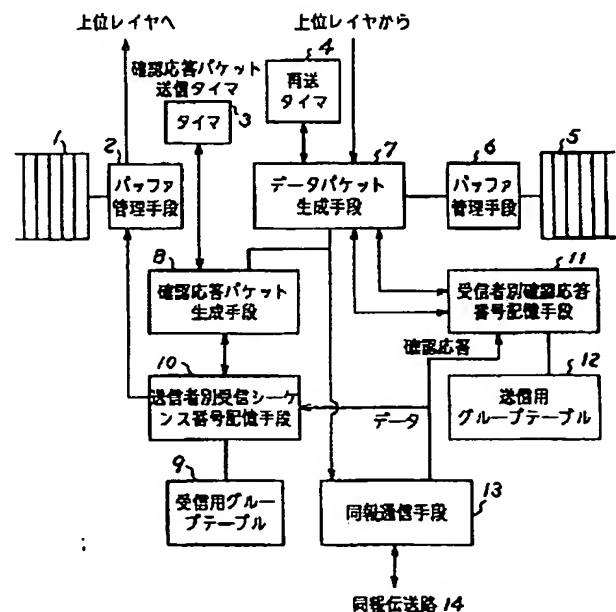 上位レイヤへ
上位レイヤから
確認応答パケット
送信タイマ
3
タイマ
4
再送
タイマ
1
2
バッファ
管理手段
7
データパケット
生成手段
6
バッファ
管理手段
5
8
確認応答パケット
生成手段
11
受信者別確認応答
番号記憶手段
確認応答
10
送信者別受信シーケ
ンス番号記憶手段
データ
12
送信用
グループテーブル
9
受信用グルー
プテーブル
13
同報通信手段
同報伝送路 14